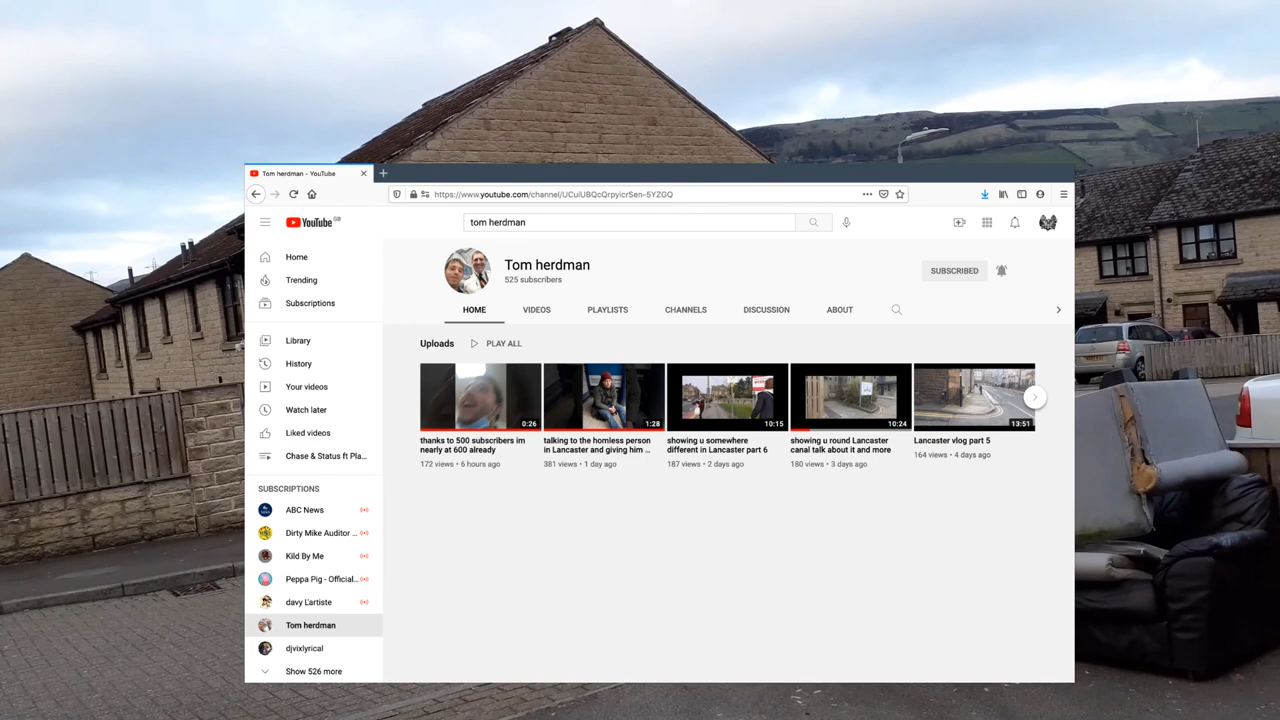 Tom herdman - YouTube
https://www.youtube.com/channel/UCuiUBQcQrpyicrSen-5YZGQ
YouTube GB
tom herdman
Home
Trending
Subscriptions
Library
History
Your videos
Watch later
Liked videos
Chase & Status ft Pla...
SUBSCRIPTIONS
ABC News
Dirty Mike Auditor ...
Kild By Me
Peppa Pig - Official...
davy L'artiste
Tom herdman
djvixlyrical
Show 526 more
Tom herdman
525 subscribers
SUBSCRIBED
HOME VIDEOS PLAYLISTS CHANNELS DISCUSSION ABOUT
Uploads PLAY ALL
0:26
thanks to 500 subscribers im
nearly at 600 already
172 views • 6 hours ago
1:28
talking to the homless person
in Lancaster and giving him ...
381 views • 1 day ago
10:15
showing u somewhere
different in Lancaster part 6
187 views • 2 days ago
10:24
showing u round Lancaster
canal talk about it and more
180 views • 3 days ago
13:51
Lancaster vlog part 5
164 views • 4 days ago